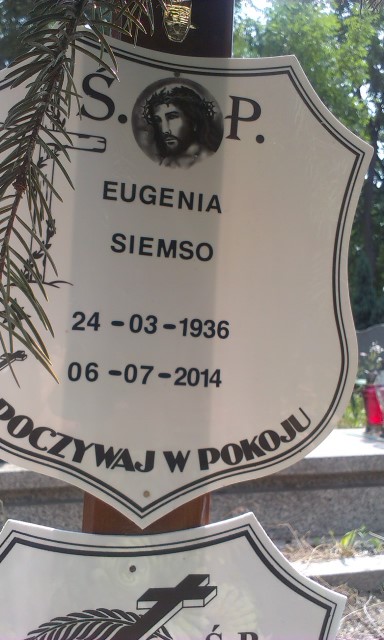 Ś. P.
EUGENIA
SIEMSO
24-03-1936
06-07-2014
POCZYWAJ W POKOJU
Ś.P.